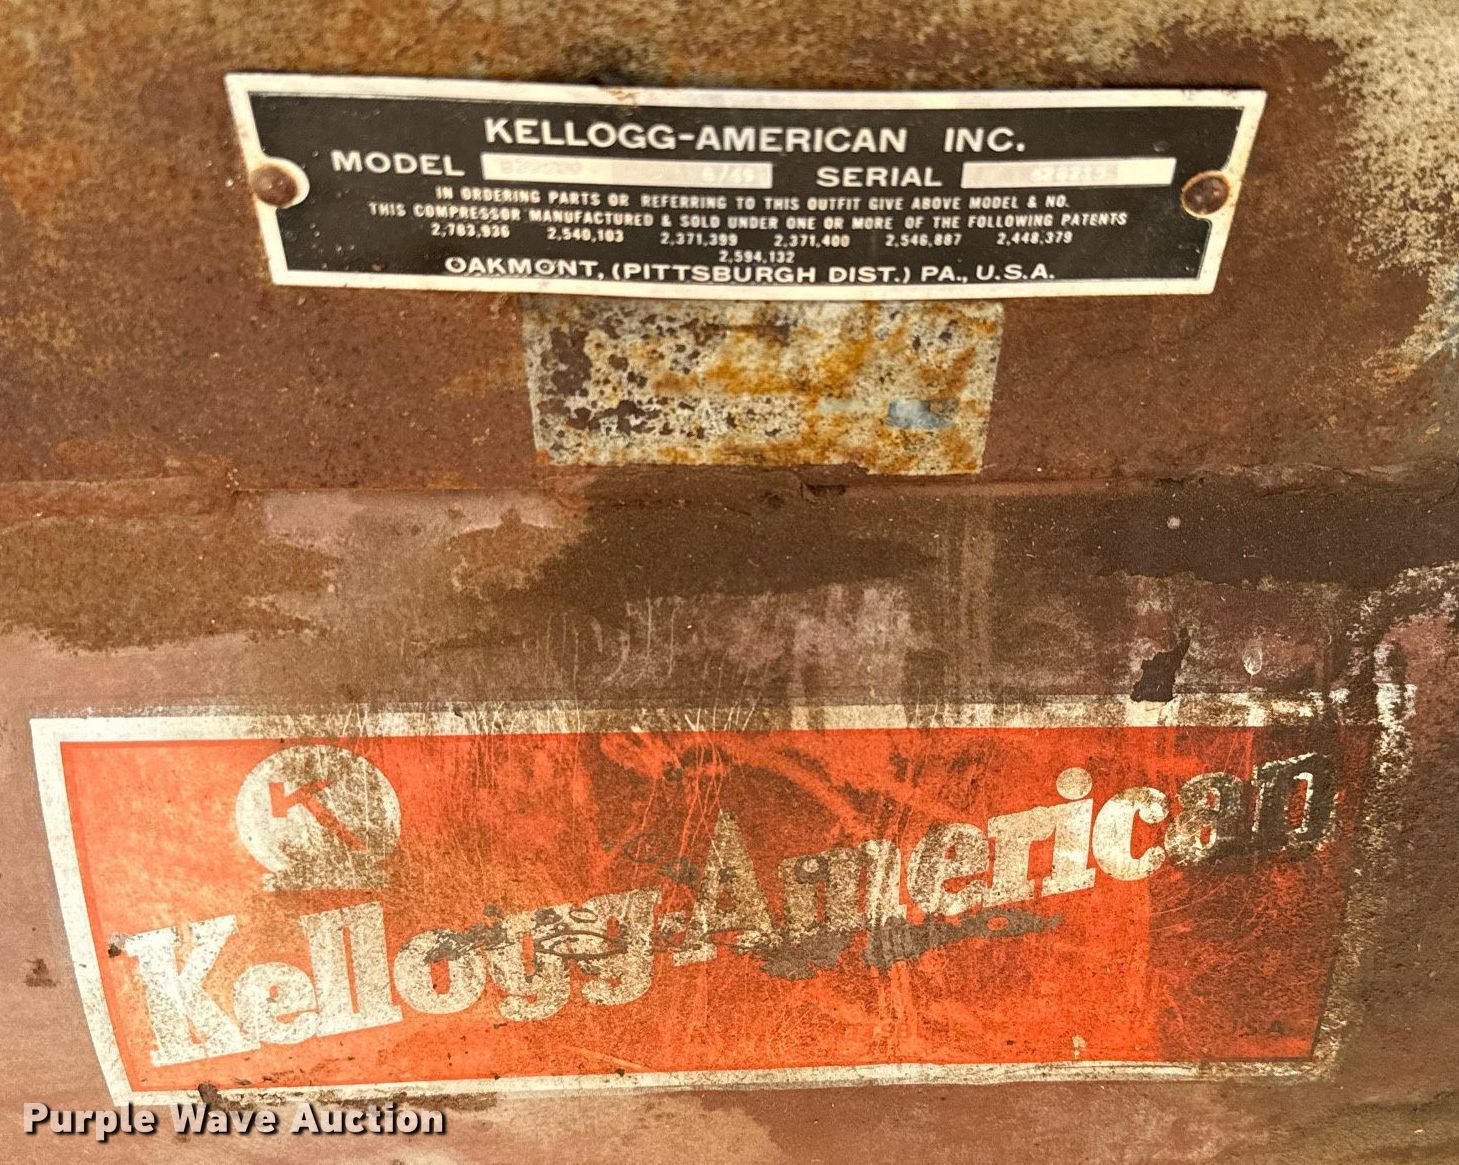 KELLOGG-AMERICAN INC.
MODEL SERIAL
IN ORDERING PARTS OR REFERRING TO THIS OUTFIT GIVE ABOVE MODEL & NO.
THIS COMPRESSOR MANUFACTURED & SOLD UNDER ONE OR MORE OF THE FOLLOWING PATENTS
2,783,936 2,540,103 2,371,399 2,371,400 2,546,887 2,448,379
2,594,132
OAKMONT, (PITTSBURGH DIST.) PA., U.S.A.
K
Kellogg-American
U.S.A.
Purple Wave Auction